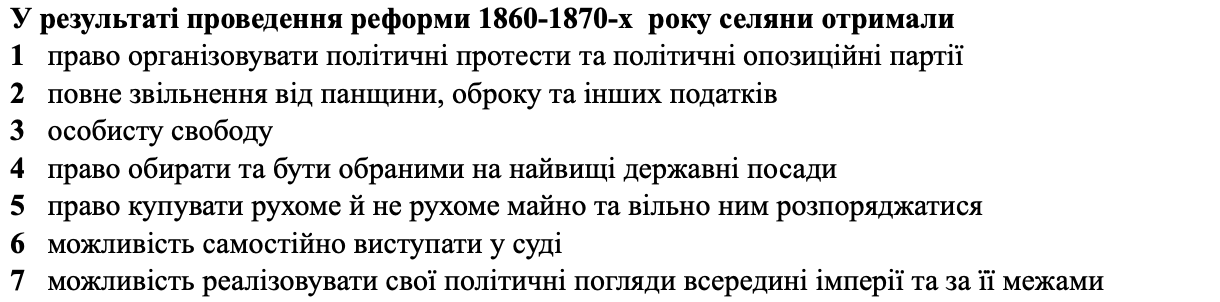 У результаті проведення реформи 1860-1870-х року селяни отримали
1 право організовувати політичні протести та політичні опозиційні партії
2 повне звільнення від панщини, оброку та інших податків
3 особисту свободу
4 право обирати та бути обраними на найвищі державні посади
5 право купувати рухоме й не рухоме майно та вільно ним розпоряджатися
6 можливість самостійно виступати у суді
7 можливість реалізовувати свої політичні погляди всередині імперії та за її межами